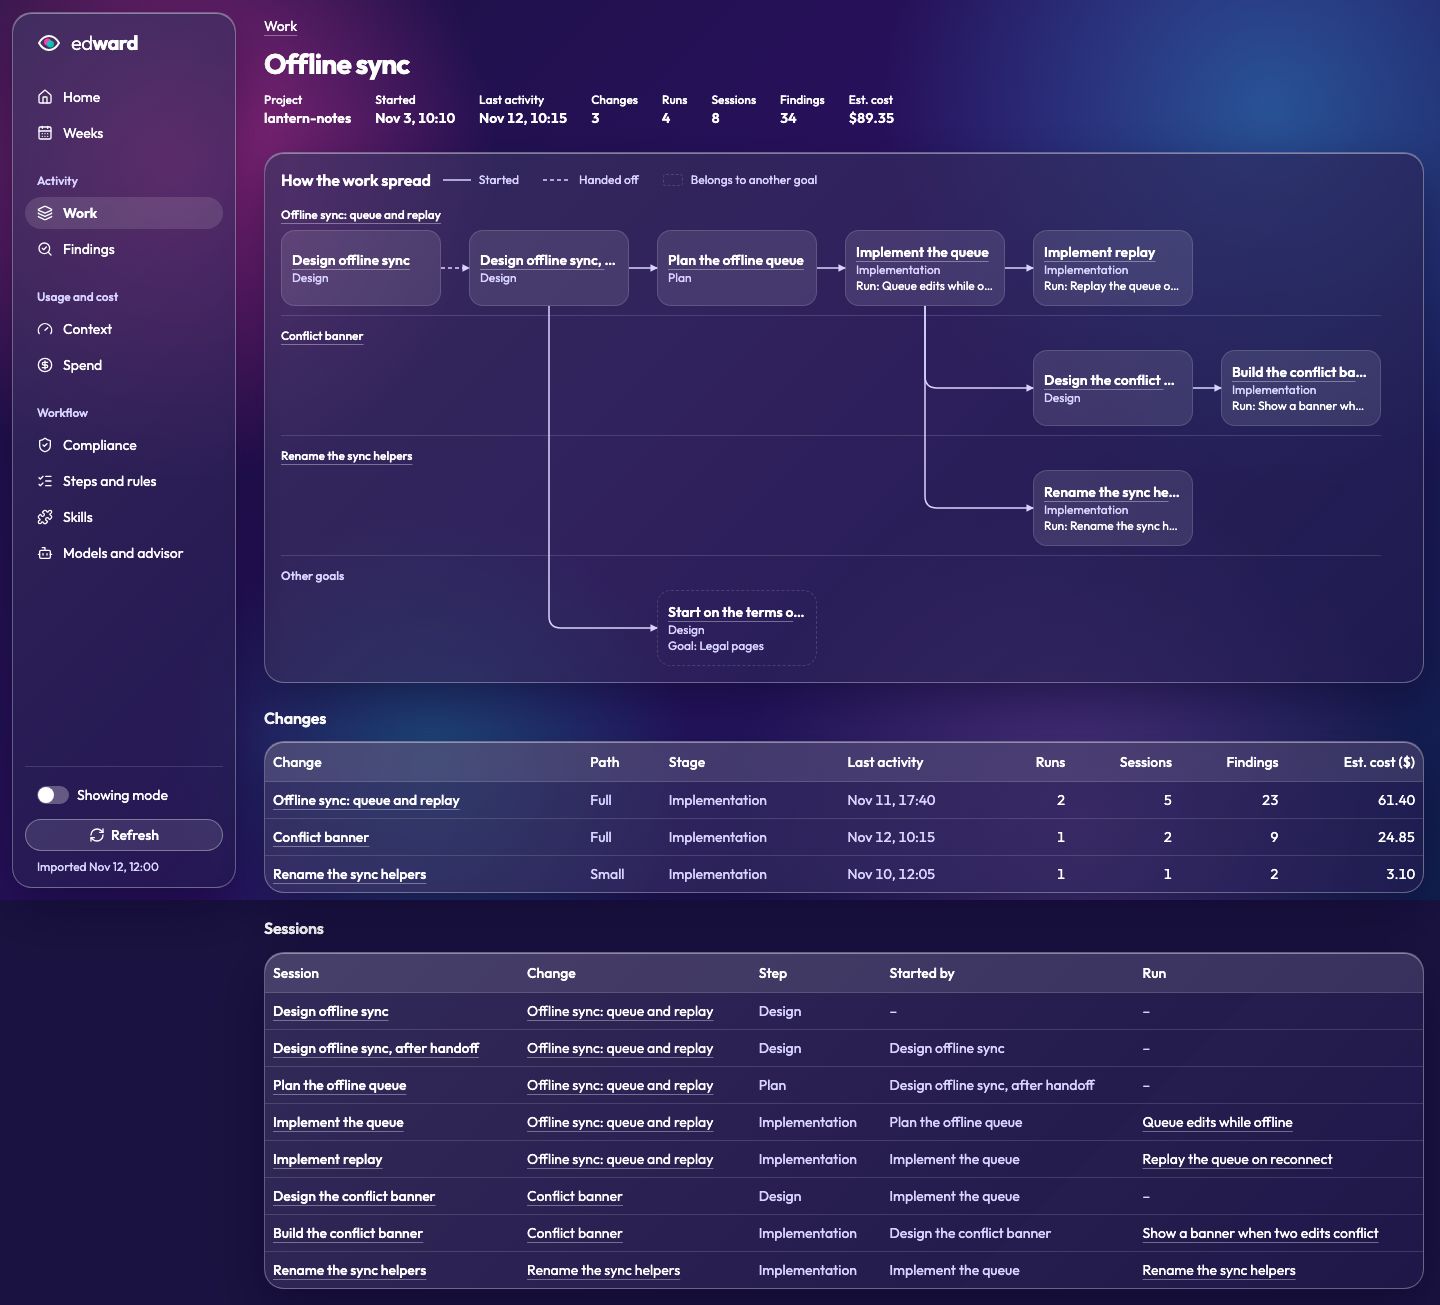 edward
Home
Weeks
Activity
Work
Findings
Usage and cost
Context
Spend
Workflow
Compliance
Steps and rules
Skills
Models and advisor
Showing mode
Refresh
Imported Nov 12, 12:00
Work
Offline sync
Project Started Last activity Changes Runs Sessions Findings Est. cost
lantern-notes Nov 3, 10:10 Nov 12, 10:15 3 4 8 34 $89.35
How the work spread Started Handed off Belongs to another goal
Offline sync: queue and replay
Design offline sync
Design
Design offline sync, ...
Design
Plan the offline queue
Plan
Implement the queue
Implementation
Run: Queue edits while o...
Implement replay
Implementation
Run: Replay the queue o...
Conflict banner
Design the conflict ...
Design
Build the conflict ba...
Implementation
Run: Show a banner wh...
Rename the sync helpers
Rename the sync he...
Implementation
Run: Rename the sync h...
Other goals
Start on the terms o...
Design
Goal: Legal pages
Changes
Change Path Stage Last activity Runs Sessions Findings Est. cost ($)
Offline sync: queue and replay Full Implementation Nov 11, 17:40 2 5 23 61.40
Conflict banner Full Implementation Nov 12, 10:15 1 2 9 24.85
Rename the sync helpers Small Implementation Nov 10, 12:05 1 1 2 3.10
Sessions
Session Change Step Started by Run
Design offline sync Offline sync: queue and replay Design – –
Design offline sync, after handoff Offline sync: queue and replay Design Design offline sync –
Plan the offline queue Offline sync: queue and replay Plan Design offline sync, after handoff –
Implement the queue Offline sync: queue and replay Implementation Plan the offline queue Queue edits while offline
Implement replay Offline sync: queue and replay Implementation Implement the queue Replay the queue on reconnect
Design the conflict banner Conflict banner Design Implement the queue –
Build the conflict banner Conflict banner Implementation Design the conflict banner Show a banner when two edits conflict
Rename the sync helpers Rename the sync helpers Implementation Implement the queue Rename the sync helpers